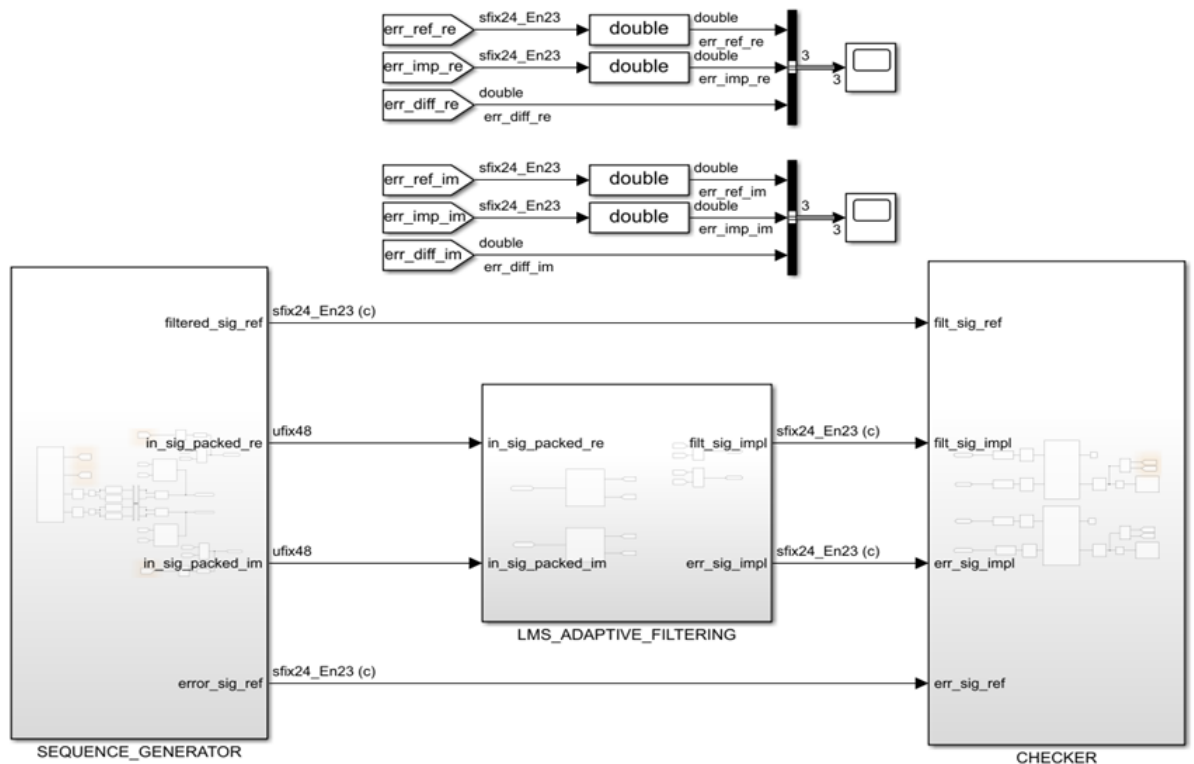 err_ref_re sfix24_En23 double double
err_ref_re
err_imp_re sfix24_En23 double double
err_imp_re
3
3
err_diff_re double
err_diff_re
err_ref_im sfix24_En23 double double
err_ref_im
err_imp_im sfix24_En23 double double
err_imp_im
3
3
err_diff_im double
err_diff_im
filtered_sig_ref sfix24_En23 (c) filt_sig_ref
in_sig_packed_re ufix48 in_sig_packed_re filt_sig_impl sfix24_En23 (c) filt_sig_impl
in_sig_packed_im ufix48 in_sig_packed_im err_sig_impl sfix24_En23 (c) err_sig_impl
LMS_ADAPTIVE_FILTERING
error_sig_ref sfix24_En23 (c) err_sig_ref
SEQUENCE_GENERATOR
CHECKER